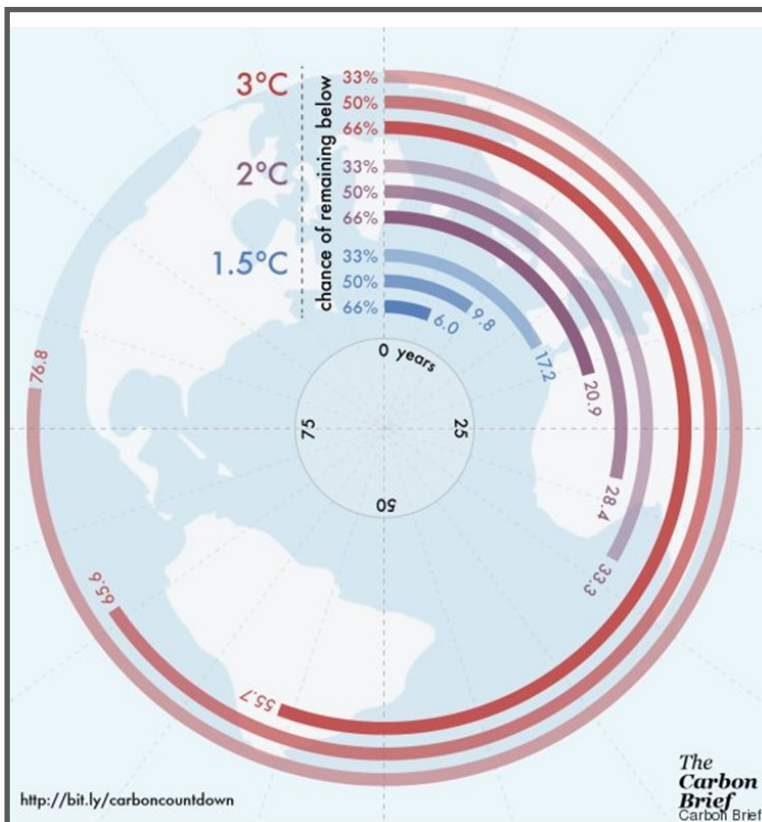 3°C
33%
50%
66%
2°C
33%
50%
66%
1.5°C
33%
50%
66%
chance of remaining below
6.0
9.8
17.2
20.9
28.4
33.3
55.7
65.6
76.8
0 years
25
50
75
http://bit.ly/carboncountdown
The
Carbon
Brief
Carbon Brief